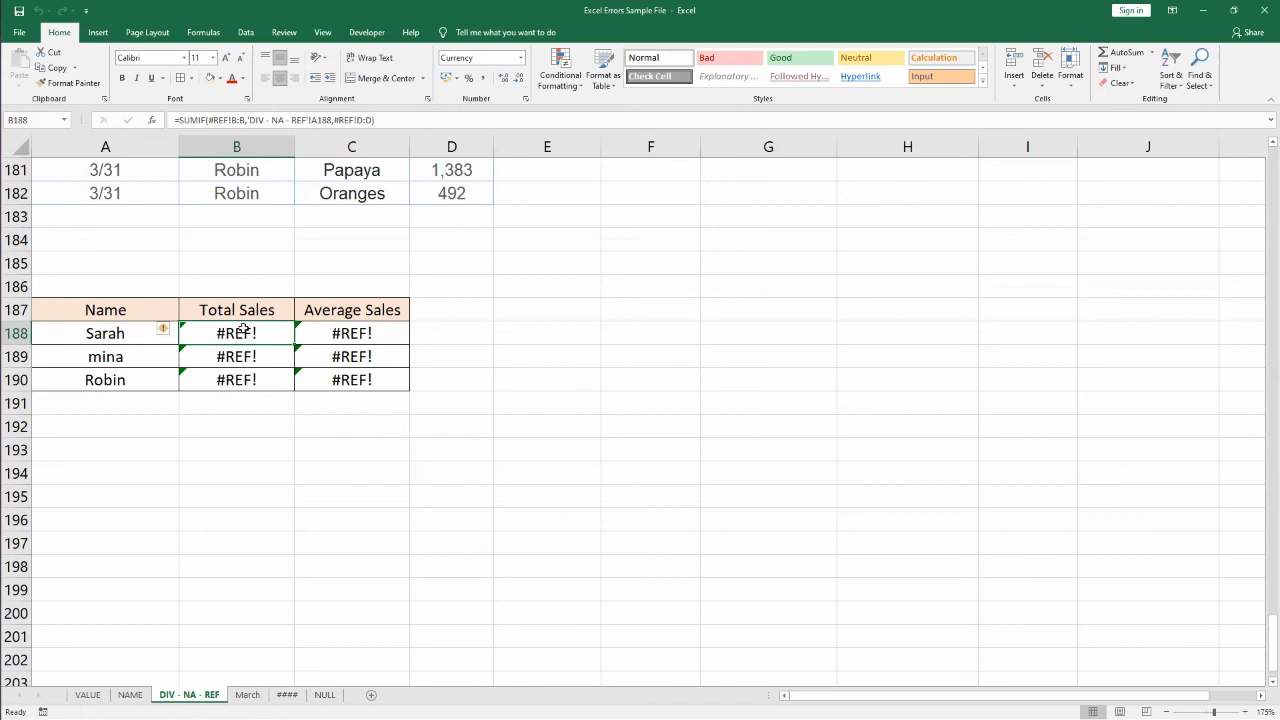 Excel Errors Sample File - Excel
Sign in
File Home Insert Page Layout Formulas Data Review View Developer Help Tell me what you want to do Share
Paste
Cut
Copy
Format Painter
Clipboard
Calibri 11
B I U
Font
Wrap Text
Merge & Center
Alignment
Currency
$ % ,
Number
Conditional Formatting
Format as Table
Normal Bad Good Neutral Calculation
Check Cell Explanatory ... Followed Hy... Hyperlink Input
Styles
Insert Delete Format
Cells
AutoSum
Fill
Clear
Sort & Filter
Find & Select
Editing
B188 fx =SUMIF(#REF!B:B,'DIV - NA - REF'!A188,#REF!D:D)
A B C D E F G H I J
181 3/31 Robin Papaya 1,383
182 3/31 Robin Oranges 492
183
184
185
186
187 Name Total Sales Average Sales
188 Sarah #REF! #REF!
189 mina #REF! #REF!
190 Robin #REF! #REF!
191
192
193
194
195
196
197
198
199
200
201
202
203
VALUE NAME DIV - NA - REF March #### NULL
Ready 175%